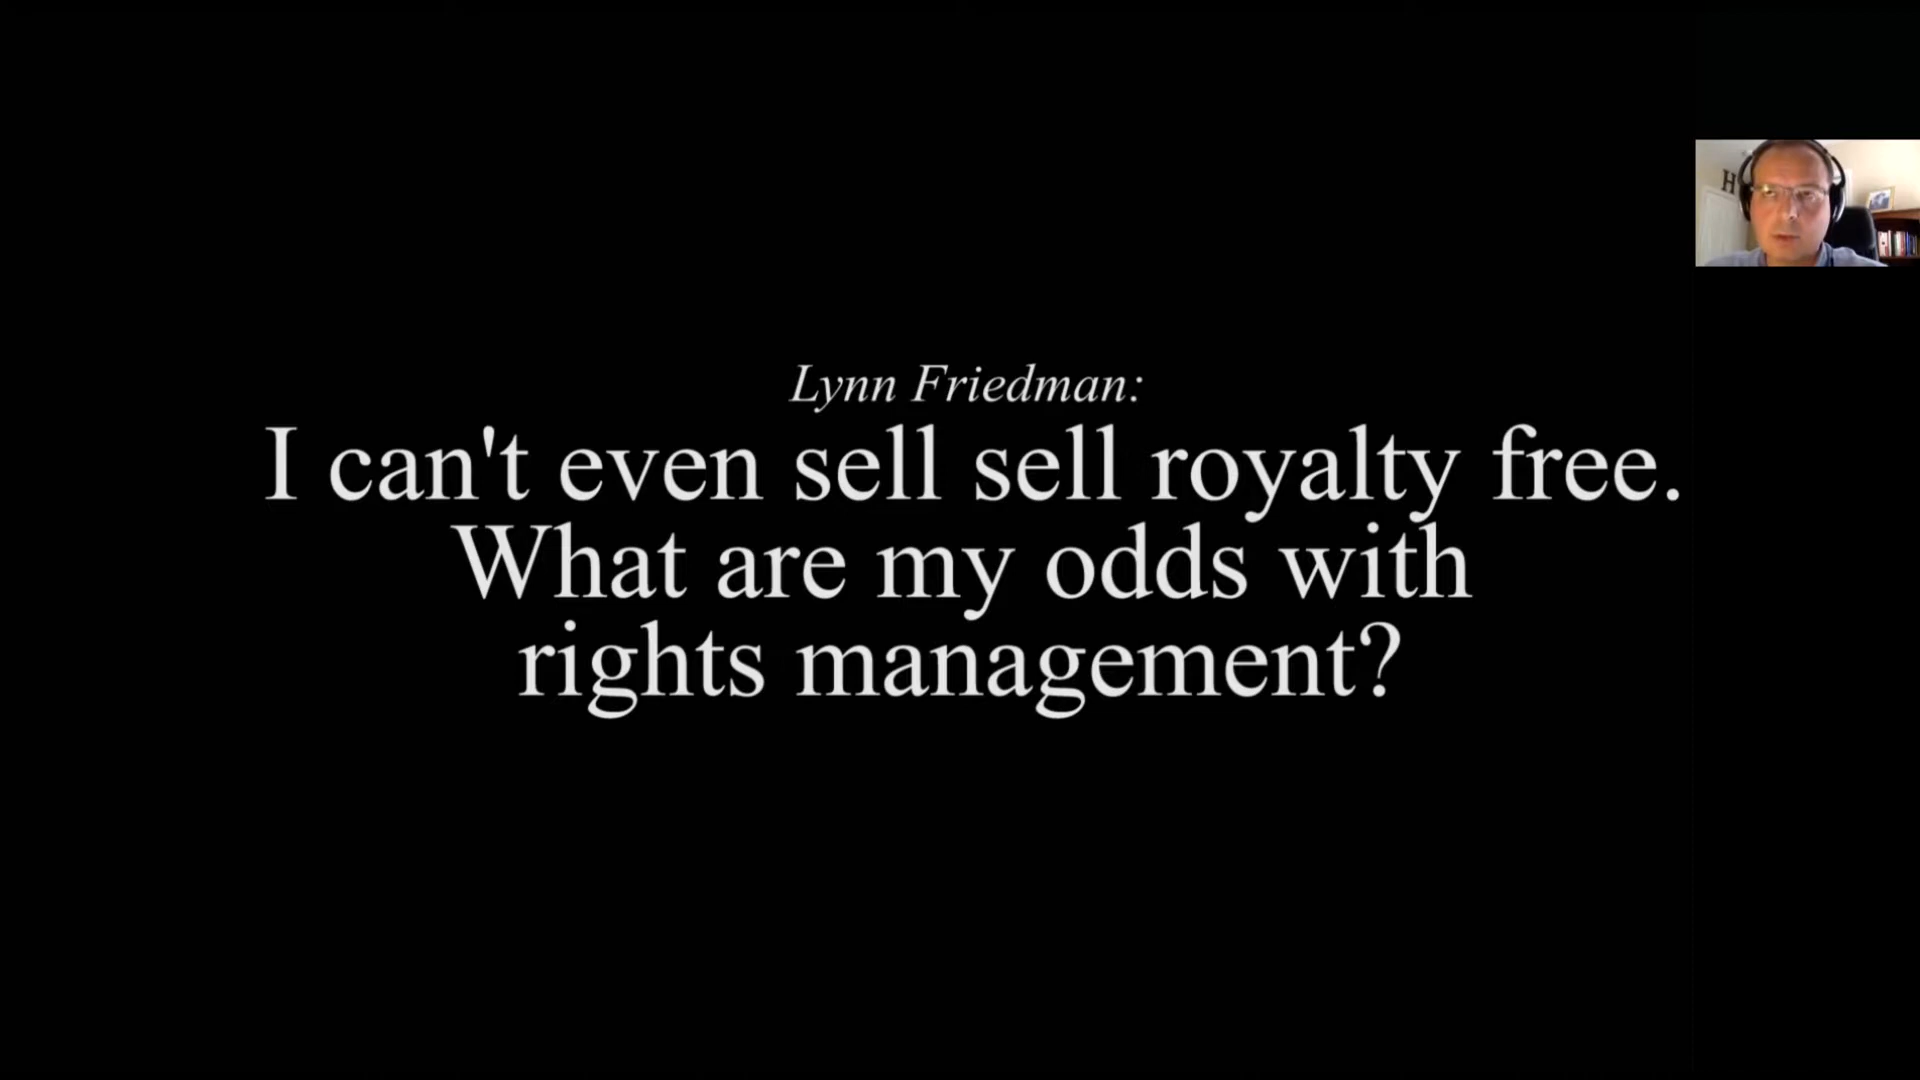 Lynn Friedman:
I can't even sell sell royalty free.
What are my odds with
rights management?
H